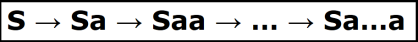 S → Sa → Saa → ... → Sa...a